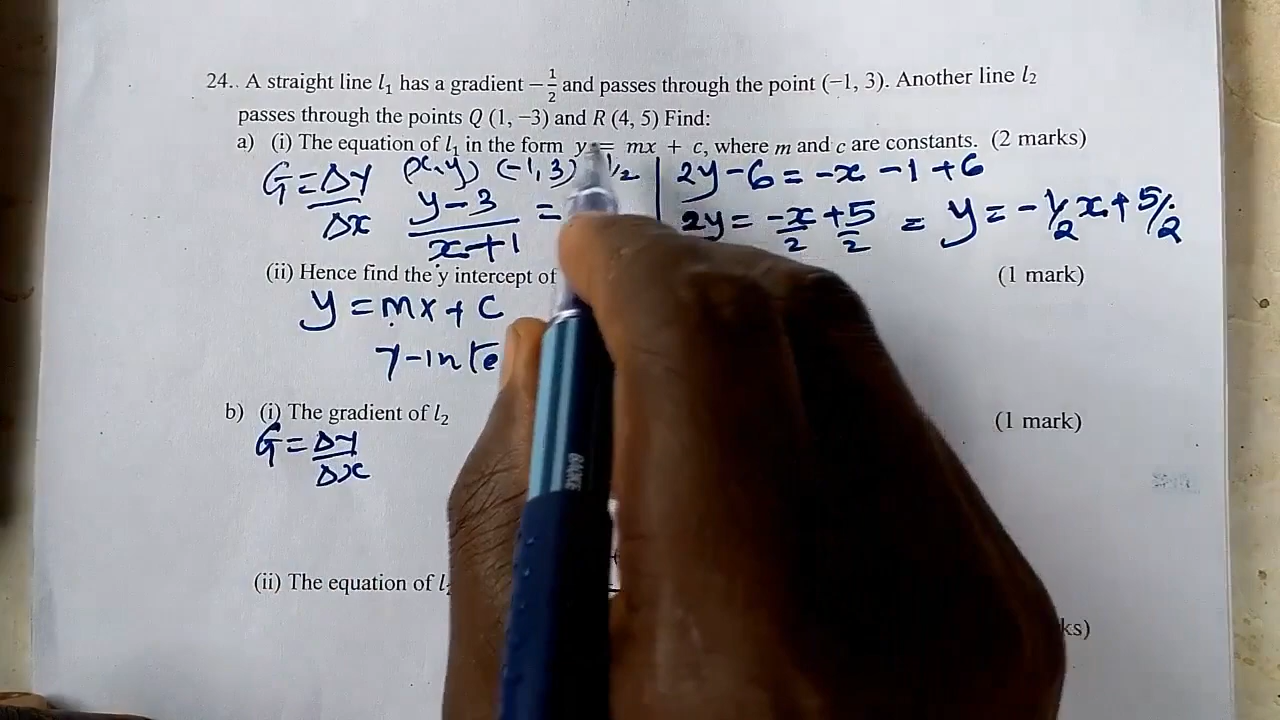 24.. A straight line l₁ has a gradient −1/2 and passes through the point (−1, 3). Another line l₂
passes through the points Q (1, −3) and R (4, 5) Find:
a) (i) The equation of l₁ in the form y = mx + c, where m and c are constants. (2 marks)
G = Δy/Δx (x, y) (−1, 3) 1/2
y − 3/x + 1 =
2y − 6 = −x − 1 + 6
2y = −x/2 + 5/2 = y = −1/2 x + 5/2
(ii) Hence find the y intercept of (1 mark)
y = mx + c
y-inte
b) (i) The gradient of l₂ (1 mark)
G = Δy/Δx
(ii) The equation of l
ks)